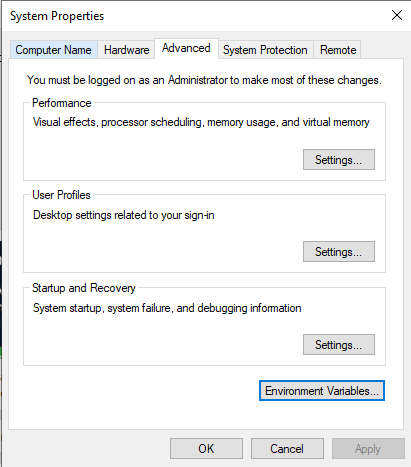 System Properties
Computer Name
Hardware
Advanced
System Protection
Remote
You must be logged on as an Administrator to make most of these changes.
Performance
Visual effects, processor scheduling, memory usage, and virtual memory
Settings...
User Profiles
Desktop settings related to your sign-in
Settings...
Startup and Recovery
System startup, system failure, and debugging information
Settings...
Environment Variables...
OK
Cancel
Apply